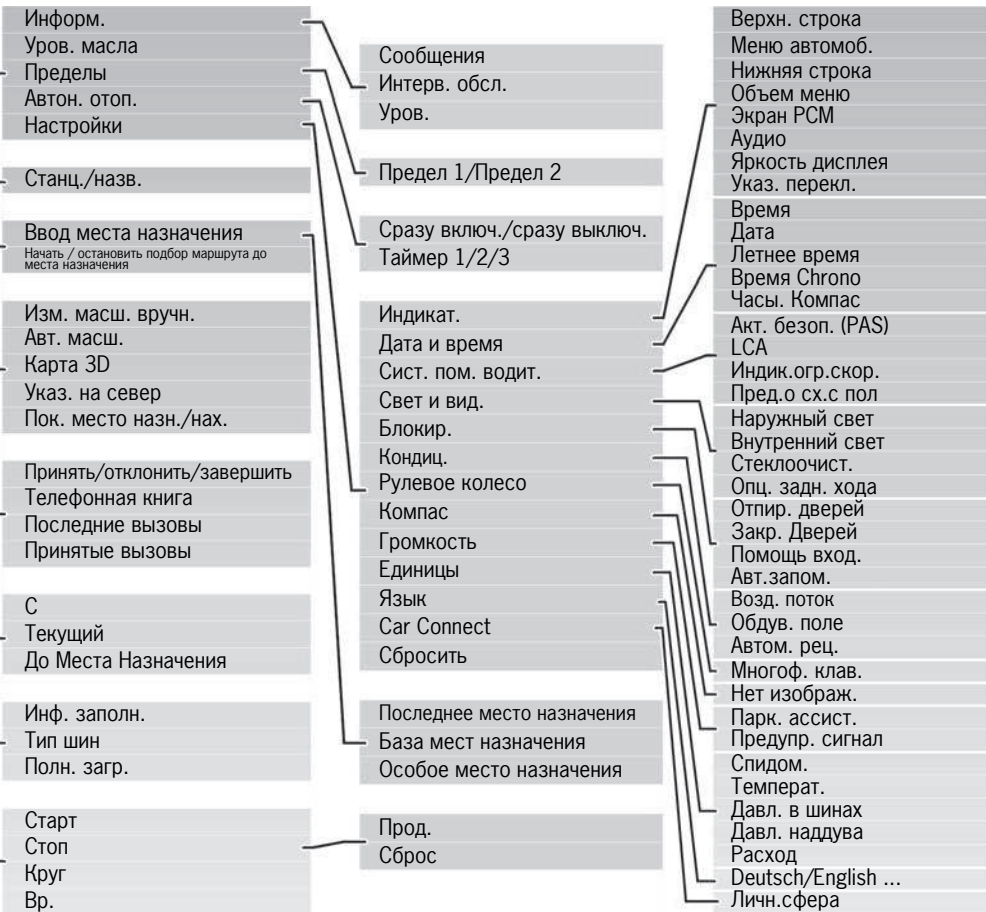 Информ.
Уров. масла
Пределы
Автон. отоп.
Настройки
Станц./назв.
Ввод места назначения
Начать / остановить подбор маршрута до
места назначения
Изм. масш. вручн.
Авт. масш.
Карта 3D
Указ. на север
Пок. место назн./нах.
Принять/отклонить/завершить
Телефонная книга
Последние вызовы
Принятые вызовы
С
Текущий
До Места Назначения
Инф. заполн.
Тип шин
Полн. загр.
Старт
Стоп
Круг
Вр.
Сообщения
Интерв. обсл.
Уров.
Предел 1/Предел 2
Сразу включ./сразу выключ.
Таймер 1/2/3
Индикат.
Дата и время
Сист. пом. водит.
Свет и вид.
Блокир.
Кондиц.
Рулевое колесо
Компас
Громкость
Единицы
Язык
Car Connect
Сбросить
Последнее место назначения
База мест назначения
Особое место назначения
Прод.
Сброс
Верхн. строка
Меню автомоб.
Нижняя строка
Объем меню
Экран PCM
Аудио
Яркость дисплея
Указ. перекл.
Время
Дата
Летнее время
Время Chrono
Часы. Компас
Акт. безоп. (PAS)
LCA
Индик.огр.скор.
Пред.о сх.с пол
Наружный свет
Внутренний свет
Стеклоочист.
Опц. задн. хода
Отпир. дверей
Закр. Дверей
Помощь вход.
Авт.запом.
Возд. поток
Обдув. поле
Автом. рец.
Многоф. клав.
Нет изображ.
Парк. ассист.
Предупр. сигнал
Спидом.
Температ.
Давл. в шинах
Давл. наддува
Расход
Deutsch/English ...
Личн.сфера